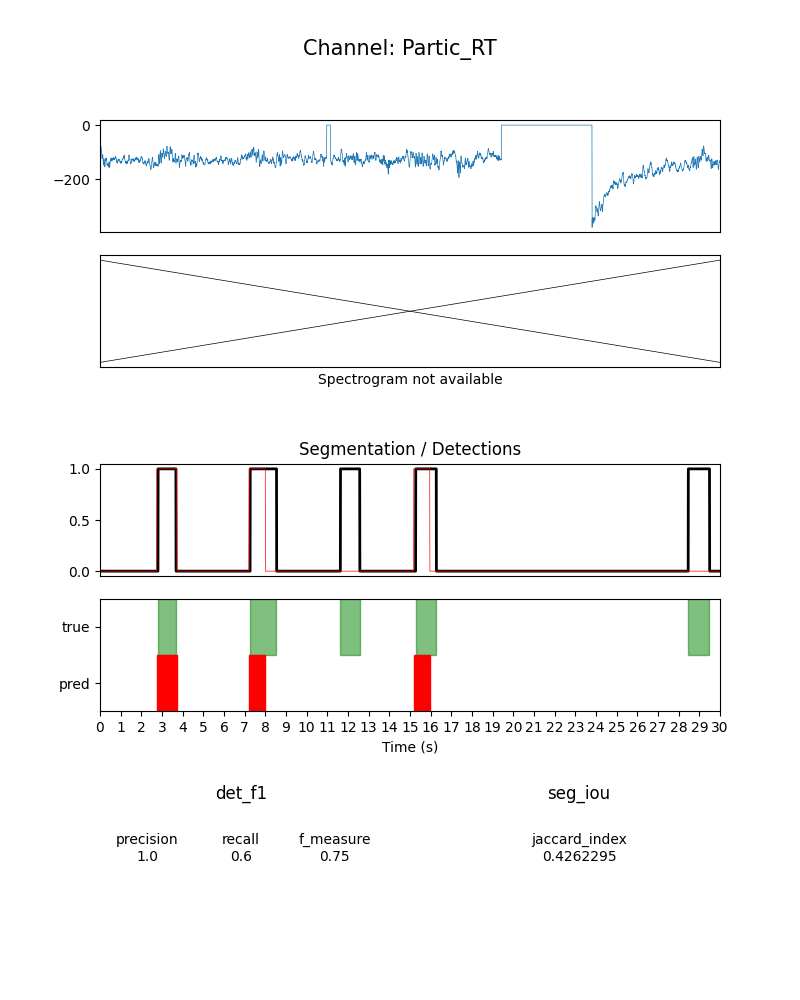 Channel: Partic_RT
0
−200
Spectrogram not available
Segmentation / Detections
1.0
0.5
0.0
true
pred
0 1 2 3 4 5 6 7 8 9 10 11 12 13 14 15 16 17 18 19 20 21 22 23 24 25 26 27 28 29 30
Time (s)
det_f1 seg_iou
precision recall f_measure jaccard_index
1.0 0.6 0.75 0.4262295